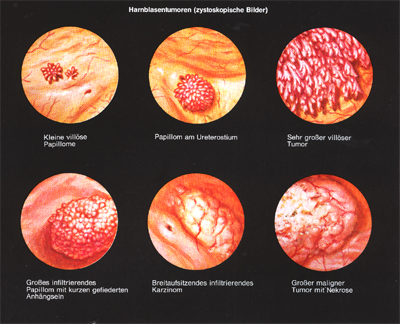 Harnblasentumoren (zystoskopische Bilder)
Kleine villöse
Papillome
Papillom am Ureterostium
Sehr großer villöser
Tumor
Großes infiltrierendes
Papillom mit kurzen gefiederten
Anhängseln
Breitaufsitzendes infiltrierendes
Karzinom
Großer maligner
Tumor mit Nekrose